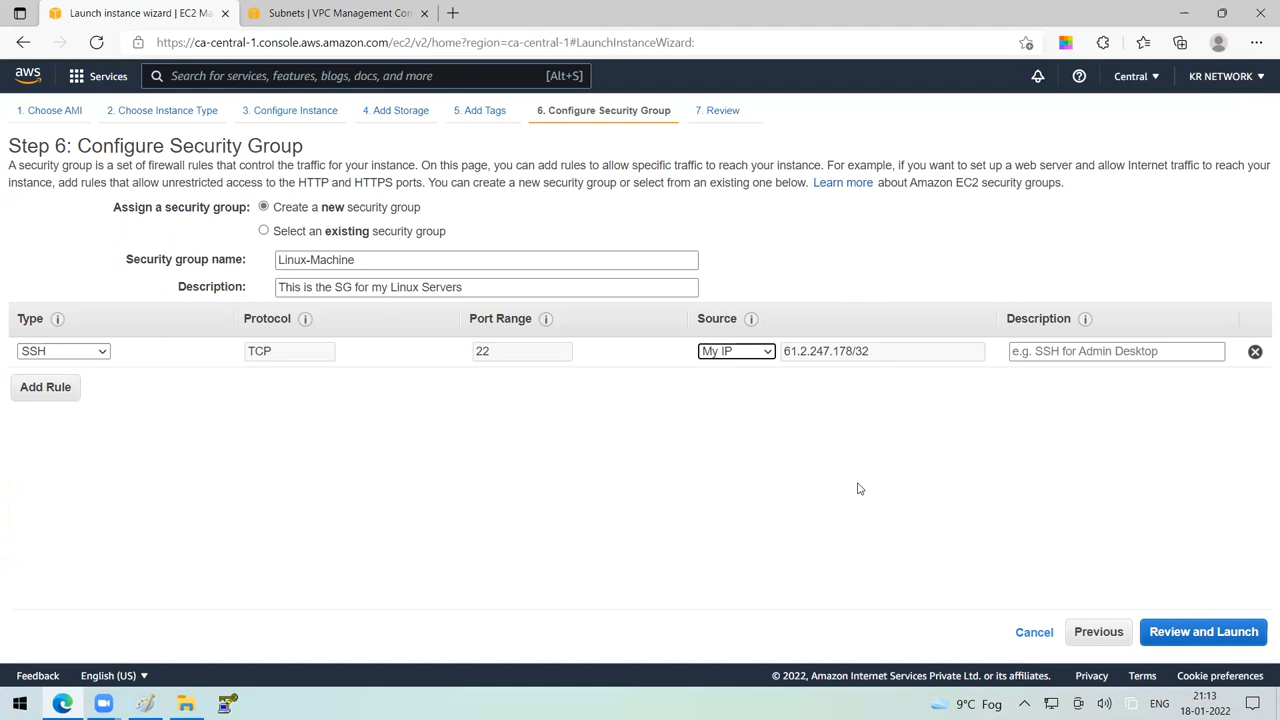 Launch instance wizard | EC2 Ma
Subnets | VPC Management Con
https://ca-central-1.console.aws.amazon.com/ec2/v2/home?region=ca-central-1#LaunchInstanceWizard:
aws Services Search for services, features, blogs, docs, and more [Alt+S] Central KR NETWORK
1. Choose AMI 2. Choose Instance Type 3. Configure Instance 4. Add Storage 5. Add Tags 6. Configure Security Group 7. Review
Step 6: Configure Security Group
A security group is a set of firewall rules that control the traffic for your instance. On this page, you can add rules to allow specific traffic to reach your instance. For example, if you want to set up a web server and allow Internet traffic to reach your
instance, add rules that allow unrestricted access to the HTTP and HTTPS ports. You can create a new security group or select from an existing one below. Learn more about Amazon EC2 security groups.
Assign a security group: Create a new security group
Select an existing security group
Security group name: Linux-Machine
Description: This is the SG for my Linux Servers
Type Protocol Port Range Source Description
SSH TCP 22 My IP 61.2.247.178/32 e.g. SSH for Admin Desktop
Add Rule
Cancel Previous Review and Launch
Feedback English (US) © 2022, Amazon Internet Services Private Ltd. or its affiliates. Privacy Terms Cookie preferences
9°C Fog ENG 21:13
18-01-2022